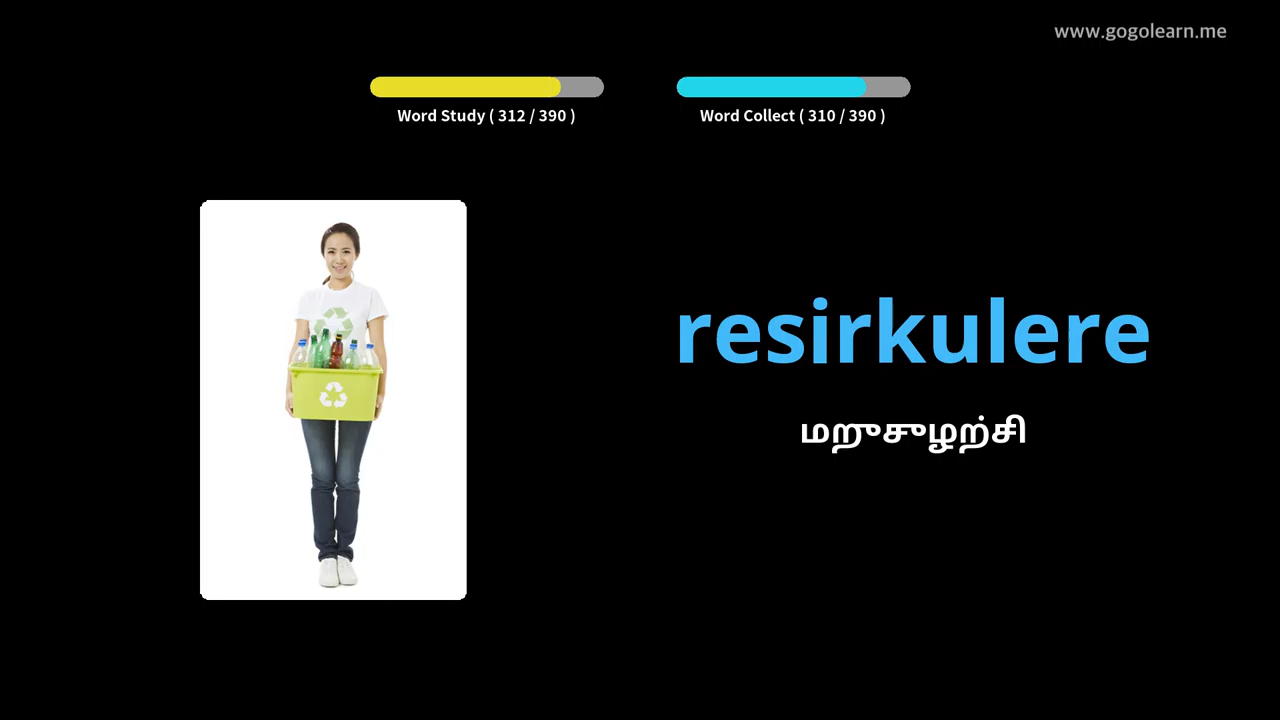 www.gogolearn.me
Word Study ( 312 / 390 )
Word Collect ( 310 / 390 )
resirkulere
மறுசுழற்சி